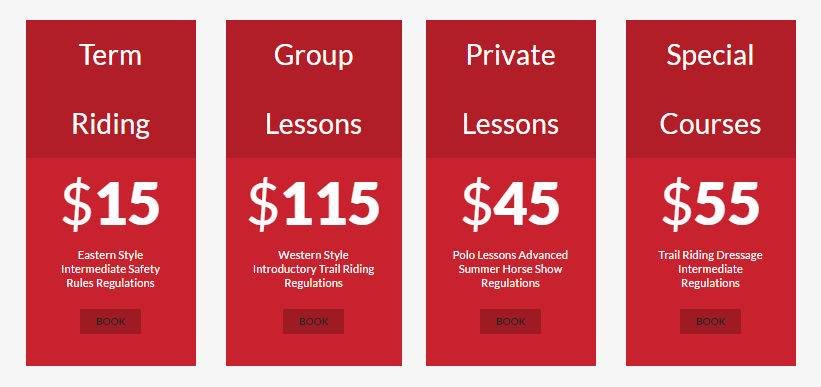 Term
Riding
$15
Eastern Style
Intermediate Safety
Rules Regulations
BOOK
Group
Lessons
$115
Western Style
Introductory Trail Riding
Regulations
BOOK
Private
Lessons
$45
Polo Lessons Advanced
Summer Horse Show
Regulations
BOOK
Special
Courses
$55
Trail Riding Dressage
Intermediate
Regulations
BOOK